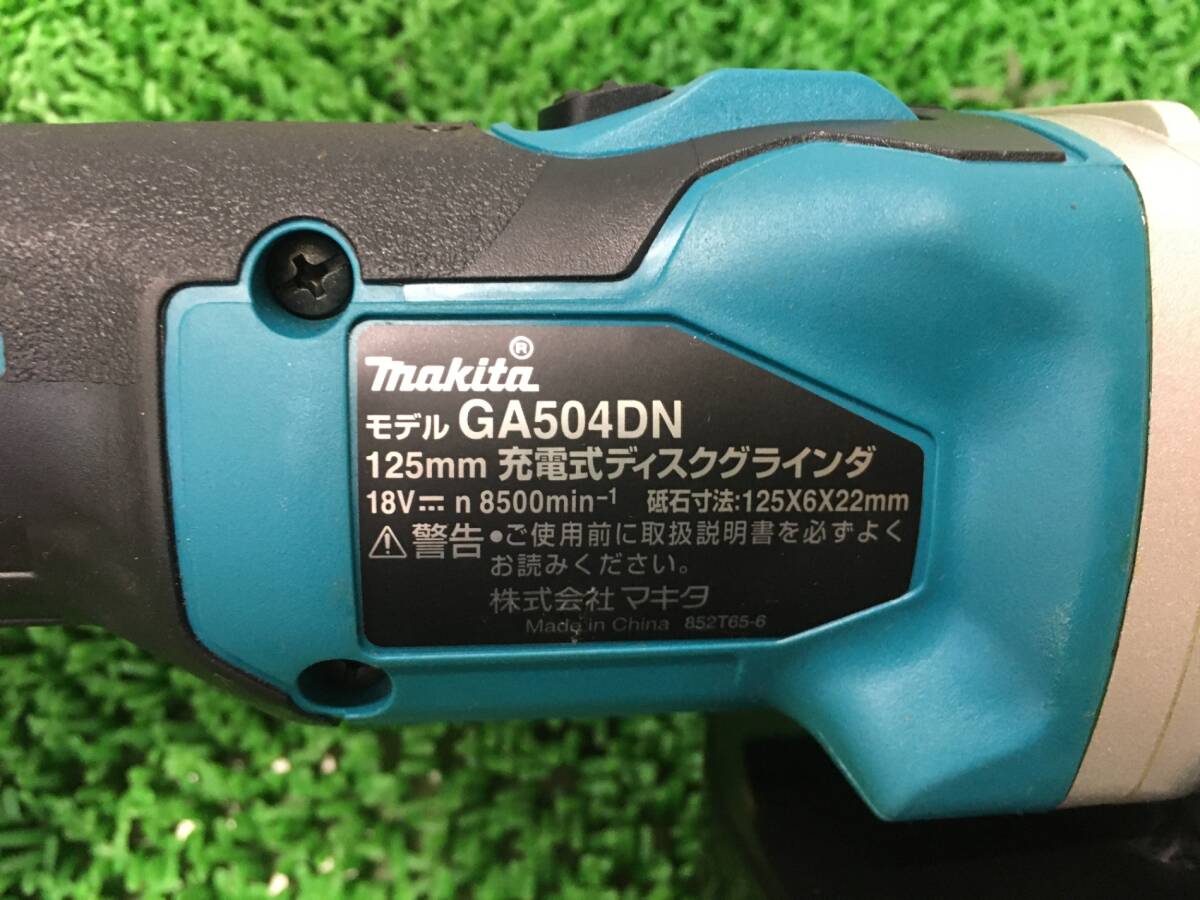 makita®
モデル GA504DN
125mm 充電式ディスクグラインダ
18V⎓ n 8500min⁻¹ 砥石寸法:125X6X22mm
⚠警告 •ご使用前に取扱説明書を必ずよく
お読みください。
株式会社 マキタ
Made in China 852T65-6